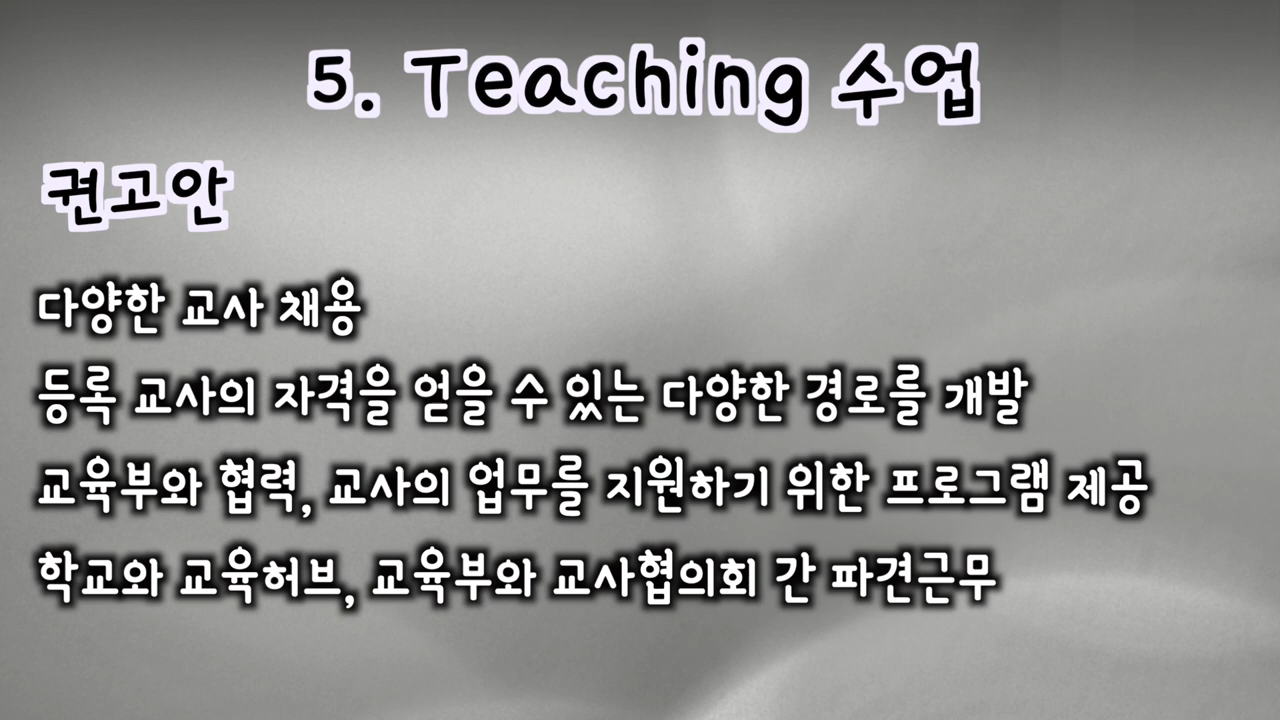 5. Teaching 수업
권고안
다양한 교사 채용
등록 교사의 자격을 얻을 수 있는 다양한 경로를 개발
교육부와 협력, 교사의 업무를 지원하기 위한 프로그램 제공
학교와 교육허브, 교육부와 교사협의회 간 파견근무